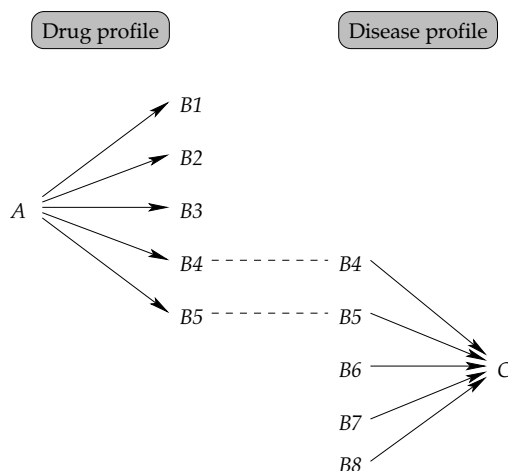 Drug profile
Disease profile
B1
B2
A
B3
B4
B4
B5
B5
B6
C
B7
B8